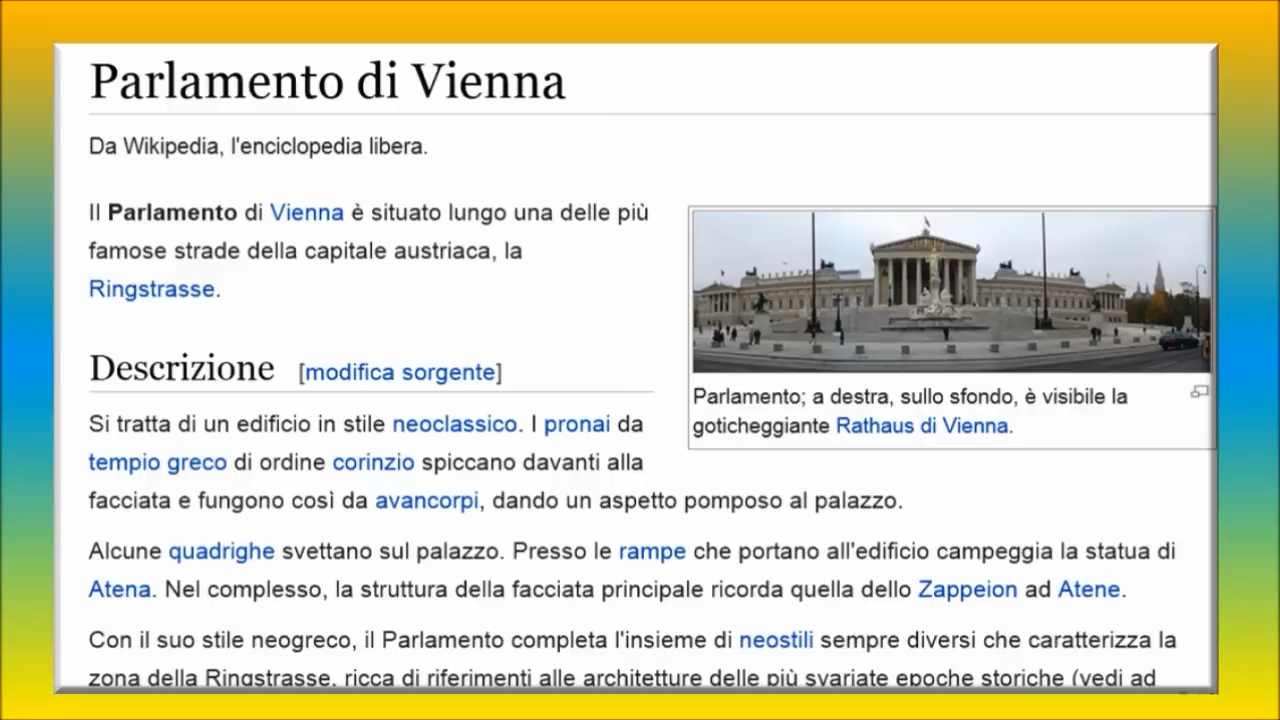 Parlamento di Vienna
Da Wikipedia, l'enciclopedia libera.
Il Parlamento di Vienna è situato lungo una delle più
famose strade della capitale austriaca, la
Ringstrasse.
Parlamento; a destra, sullo sfondo, è visibile la
goticheggiante Rathaus di Vienna.
Descrizione [modifica sorgente]
Si tratta di un edificio in stile neoclassico. I pronai da
tempio greco di ordine corinzio spiccano davanti alla
facciata e fungono così da avancorpi, dando un aspetto pomposo al palazzo.
Alcune quadrighe svettano sul palazzo. Presso le rampe che portano all'edificio campeggia la statua di
Atena. Nel complesso, la struttura della facciata principale ricorda quella dello Zappeion ad Atene.
Con il suo stile neogreco, il Parlamento completa l'insieme di neostili sempre diversi che caratterizza la
zona della Ringstrasse, ricca di riferimenti alle architetture delle più svariate epoche storiche (vedi ad